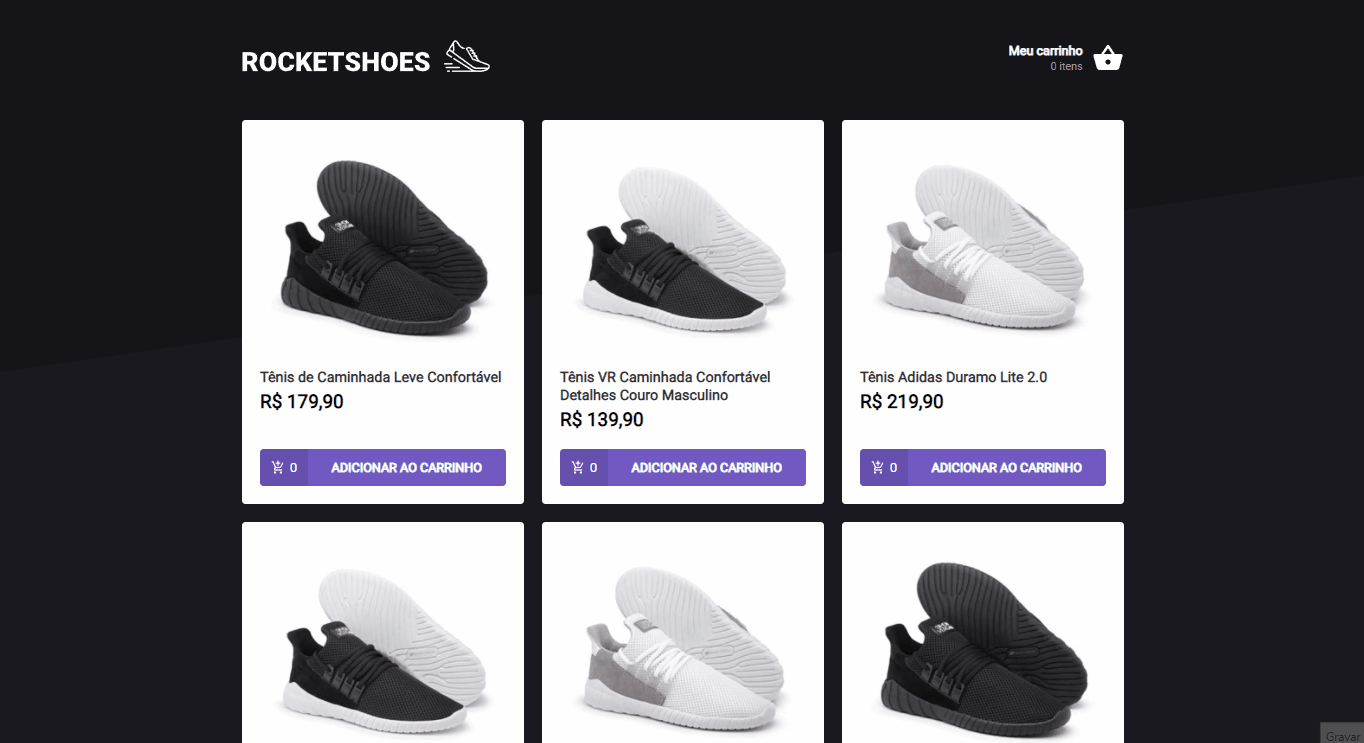 ROCKETSHOES
Meu carrinho
0 itens
Tênis de Caminhada Leve Confortável
R$ 179,90
0 ADICIONAR AO CARRINHO
Tênis VR Caminhada Confortável
Detalhes Couro Masculino
R$ 139,90
0 ADICIONAR AO CARRINHO
Tênis Adidas Duramo Lite 2.0
R$ 219,90
0 ADICIONAR AO CARRINHO
Gravar